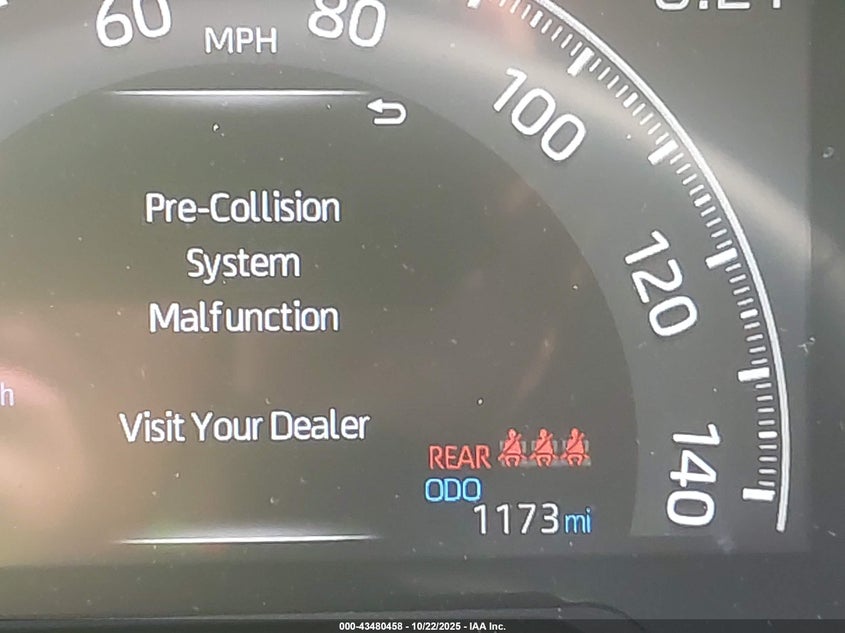 60
MPH
80
100
Pre-Collision
System
Malfunction
120
Visit Your Dealer
REAR
ODO
1173 mi
140
000-43480458 - 10/22/2025 - IAA Inc.